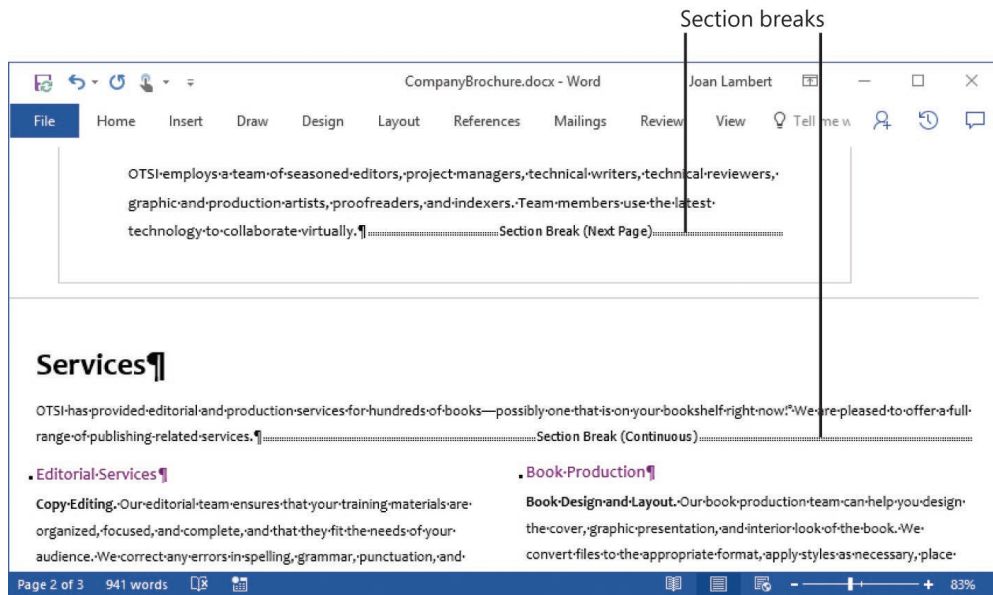 Section breaks
CompanyBrochure.docx - Word Joan Lambert
File Home Insert Draw Design Layout References Mailings Review View Tell me w
OTSI·employs·a·team·of·seasoned·editors,·project·managers,·technical·writers,·technical·reviewers,·
graphic·and·production·artists,·proofreaders,·and·indexers.·Team·members·use·the·latest·
technology·to·collaborate·virtually.¶ Section Break (Next Page)
Services¶
OTSI·has·provided·editorial·and·production·services·for·hundreds·of·books—possibly·one·that·is·on·your·bookshelf·right·now!°We·are·pleased·to·offer·a·full·
range·of·publishing-related·services.¶ Section Break (Continuous)
Editorial·Services¶
Copy·Editing.·Our·editorial·team·ensures·that·your·training·materials·are·
organized,·focused,·and·complete,·and·that·they·fit·the·needs·of·your·
audience.·We·correct·any·errors·in·spelling,·grammar,·punctuation,·and·
Book·Production¶
Book·Design·and·Layout.·Our·book·production·team·can·help·you·design·
the·cover,·graphic·presentation,·and·interior·look·of·the·book.·We·
convert·files·to·the·appropriate·format,·apply·styles·as·necessary,·place·
Page 2 of 3 941 words 83%